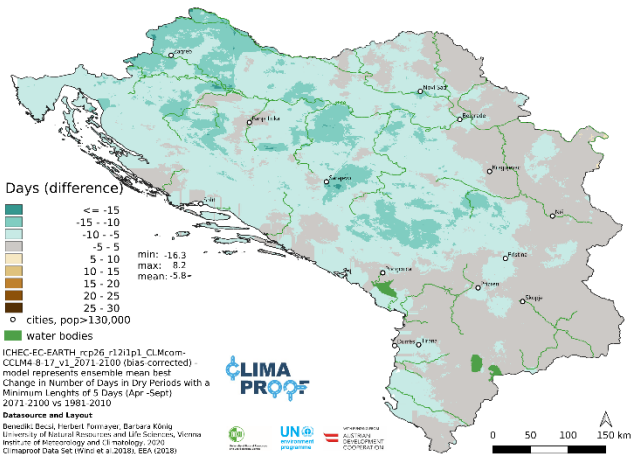 Zagreb
Novi Sad
Belgrade
Banja Luka
Sarajevo
Kragujevac
Split
Niš
Podgorica
Pristina
Prizren
Skopje
Durres
Tirana
Days (difference)
<= -15
-15 - -10
-10 - -5
-5 - 5
5 - 10
10 - 15
15 - 20
20 - 25
25 - 30
min: -16.3
max: 8.2
mean: -5.8
cities, pop>130,000
water bodies
ICHEC-EC-EARTH_rcp26_r12i1p1_CLMcom-
CCLM4-8-17_v1_2071-2100 (bias-corrected) -
model represents ensemble mean best
Change in Number of Days in Dry Periods with a
Minimum Lenghts of 5 Days (Apr -Sept)
2071-2100 vs 1981-2010
Datasource and Layout
Benedikt Becsi, Herbert Formayer, Barbara König
University of Natural Resources and Life Sciences, Vienna
Institute of Meteorology and Climatology, 2020
Climaproof Data Set (Wind et al.2018), EEA (2018)
CLIMA
PROOF
UN
environment
programme
AUSTRIAN
DEVELOPMENT
COOPERATION
0 50 100 150 km